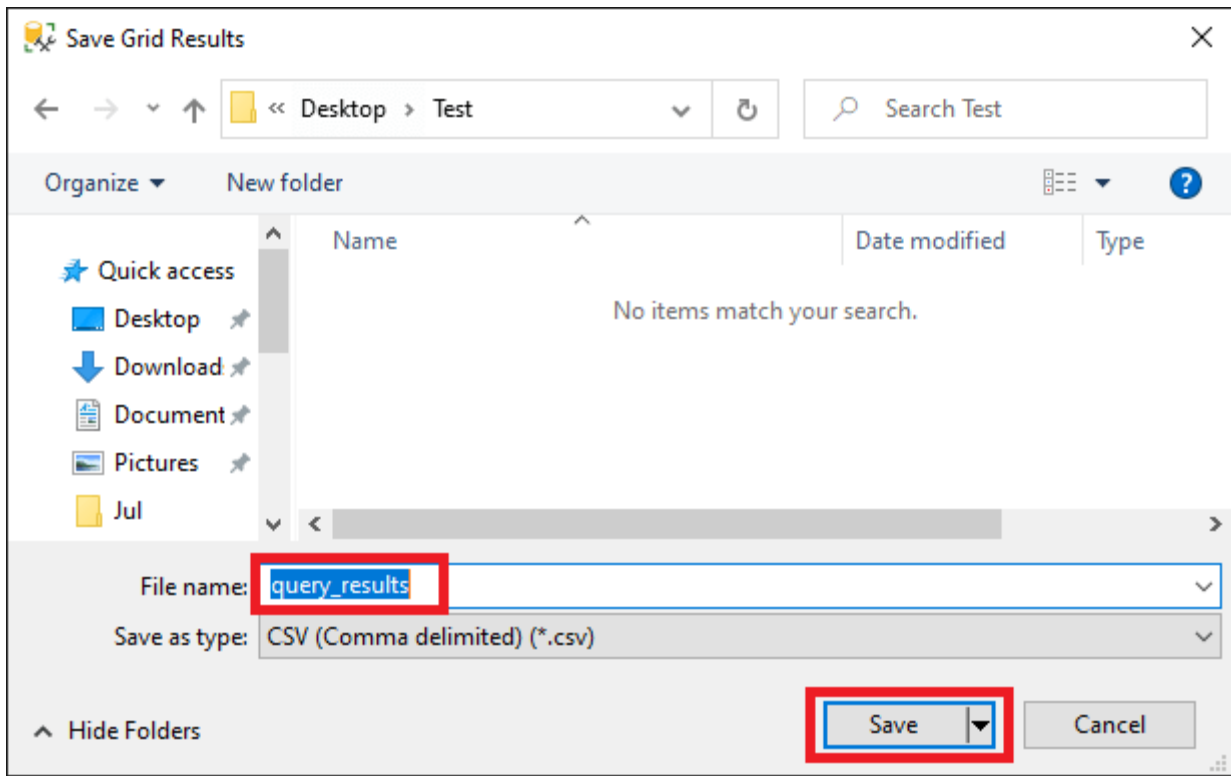 Save Grid Results
« Desktop > Test
Search Test
Organize
New folder
?
Name
Date modified
Type
Quick access
No items match your search.
Desktop
Download
Document
Pictures
Jul
File name: query_results
Save as type: CSV (Comma delimited) (*.csv)
Hide Folders
Save
Cancel